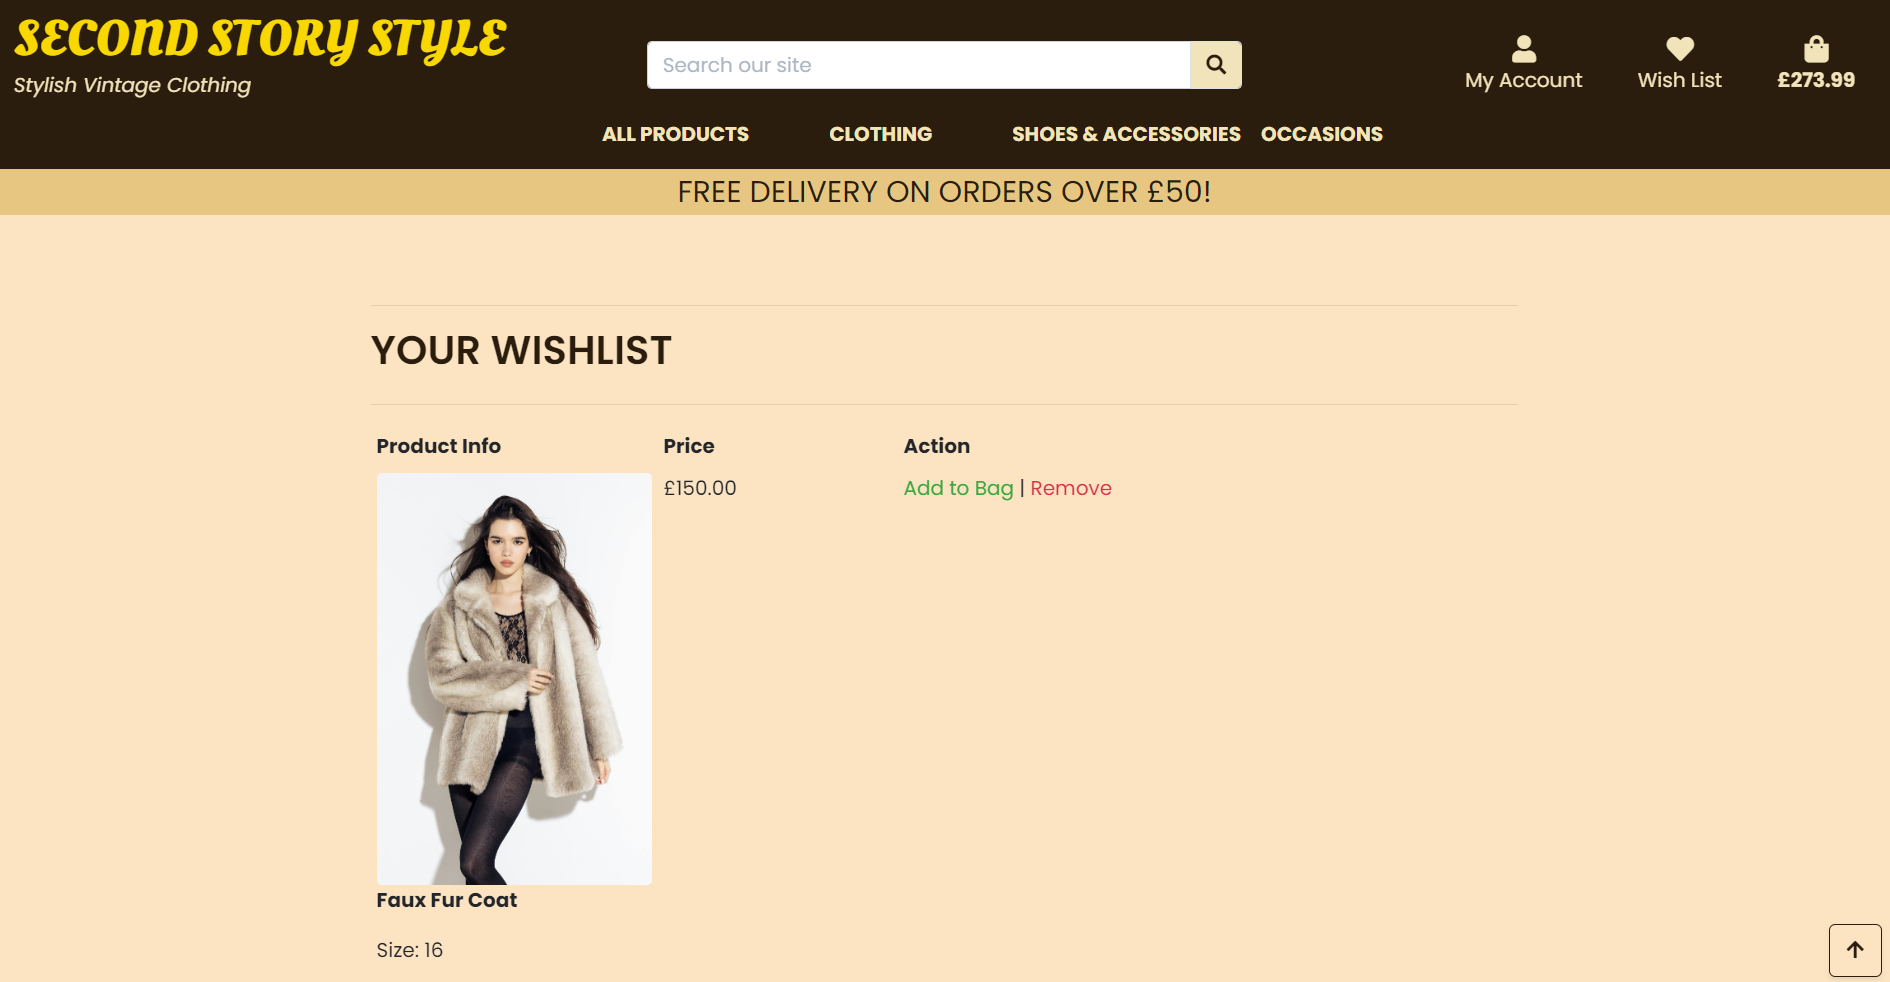 SECOND STORY STYLE
Stylish Vintage Clothing
Search our site
My Account
Wish List
£273.99
ALL PRODUCTS
CLOTHING
SHOES & ACCESSORIES
OCCASIONS
FREE DELIVERY ON ORDERS OVER £50!
YOUR WISHLIST
Product Info
Price
Action
£150.00
Add to Bag | Remove
Faux Fur Coat
Size: 16